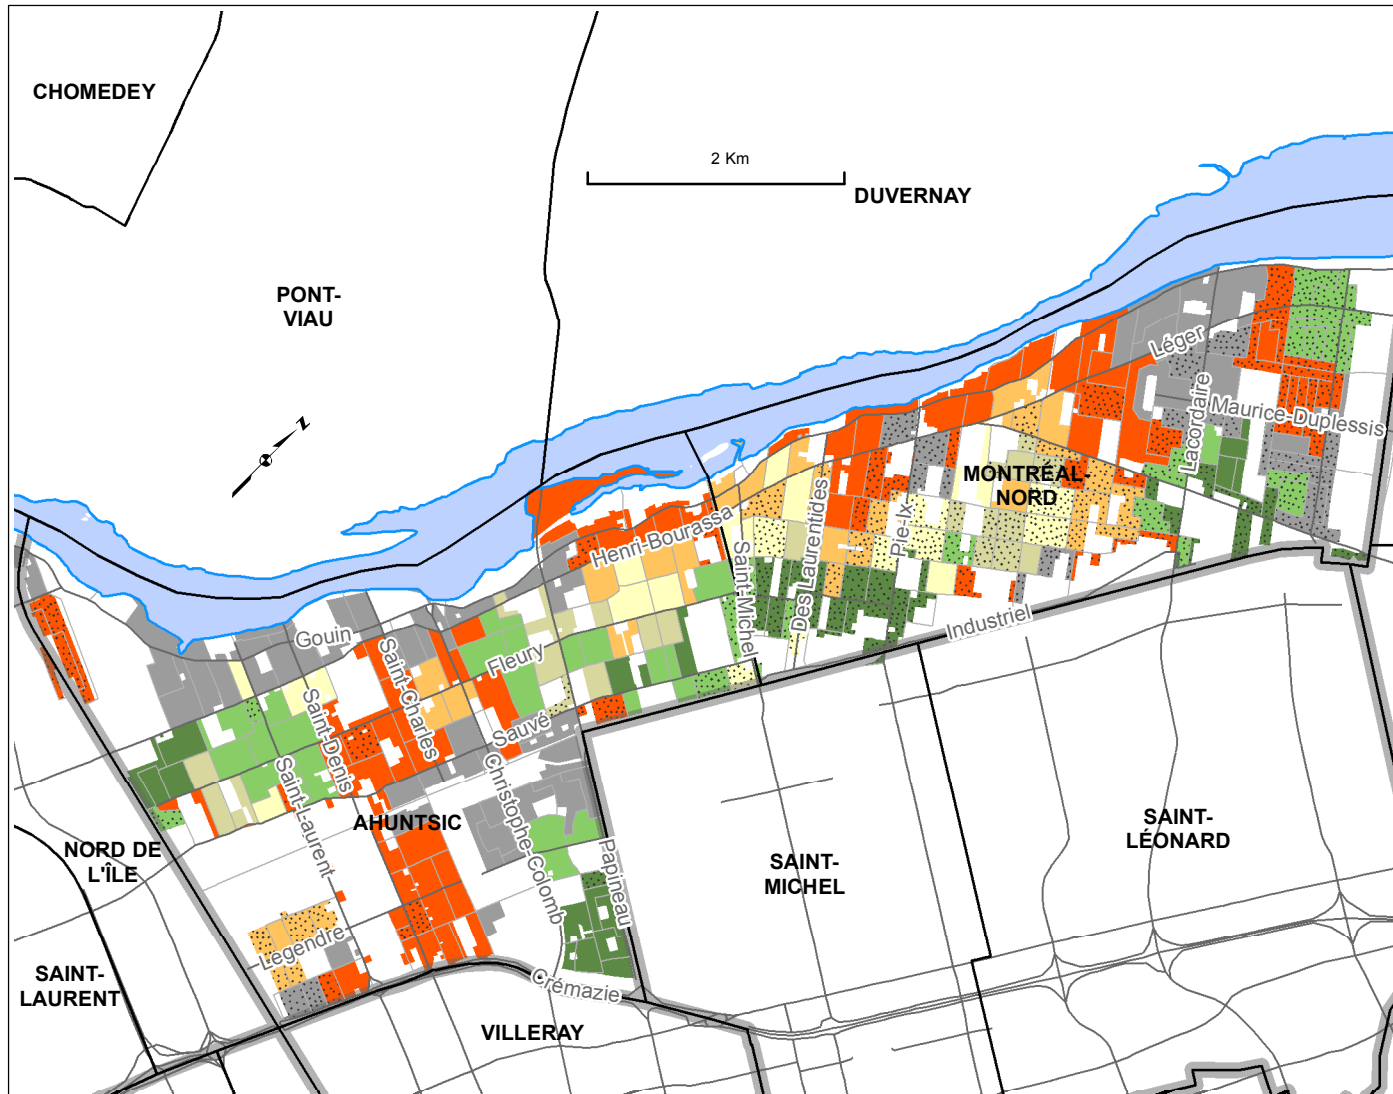 CHOMEDEY
2 Km
DUVERNAY
PONT-
VIAU
N
Léger
Lacordaire
Maurice-Duplessis
MONTRÉAL-
NORD
Henri-Bourassa
Saint-Michel
Des Laurentides
Pie-Ix
Industriel
Gouin
Saint-Charles
Fleury
Saint-Denis
Sauvé
Saint-Laurent
Christophe-Colomb
Papineau
AHUNTSIC
NORD DE
L'ÎLE
SAINT-
MICHEL
SAINT-
LÉONARD
Legendre
SAINT-
LAURENT
Crémazie
VILLERAY